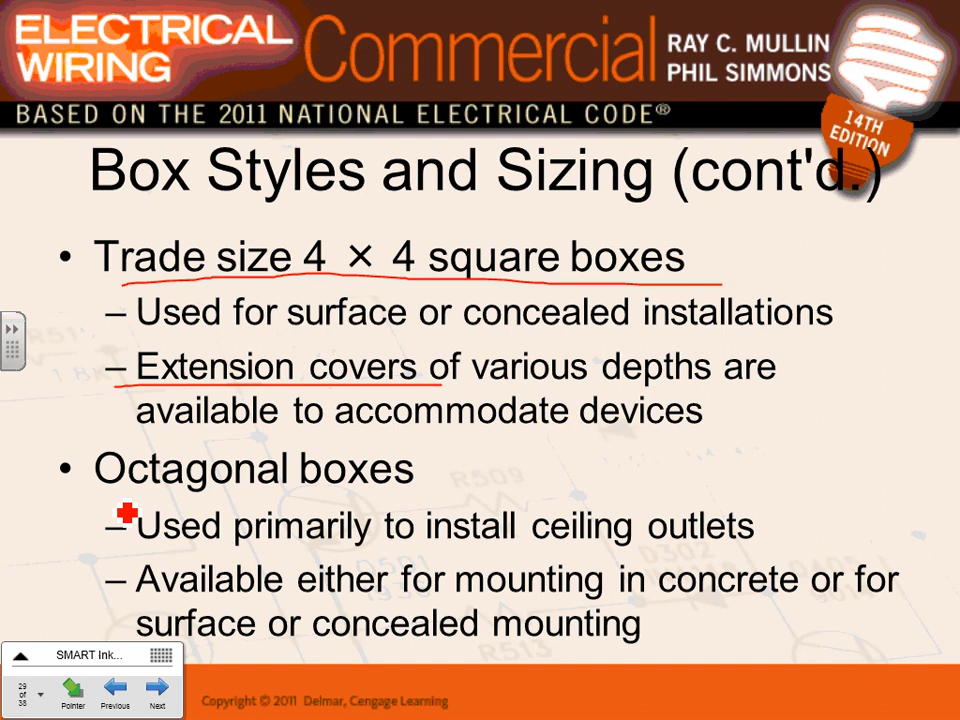 ELECTRICAL
WIRING
Commercial
RAY C. MULLIN
PHIL SIMMONS
BASED ON THE 2011 NATIONAL ELECTRICAL CODE®
14TH
EDITION
Box Styles and Sizing (cont'd.)
• Trade size 4 × 4 square boxes
– Used for surface or concealed installations
– Extension covers of various depths are
available to accommodate devices
• Octagonal boxes
– Used primarily to install ceiling outlets
– Available either for mounting in concrete or for
surface or concealed mounting
R509
D302
R513
SMART Ink...
29
of
38
Pointer
Previous
Next
Copyright © 2011 Delmar, Cengage Learning